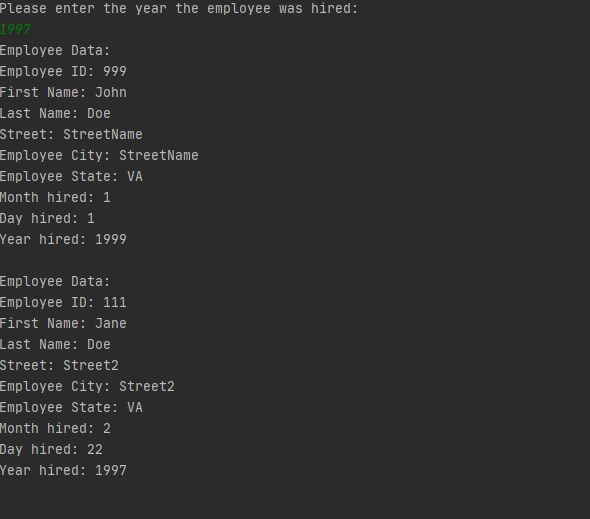 Please enter the year the employee was hired:
1997
Employee Data:
Employee ID: 999
First Name: John
Last Name: Doe
Street: StreetName
Employee City: StreetName
Employee State: VA
Month hired: 1
Day hired: 1
Year hired: 1999
Employee Data:
Employee ID: 111
First Name: Jane
Last Name: Doe
Street: Street2
Employee City: Street2
Employee State: VA
Month hired: 2
Day hired: 22
Year hired: 1997